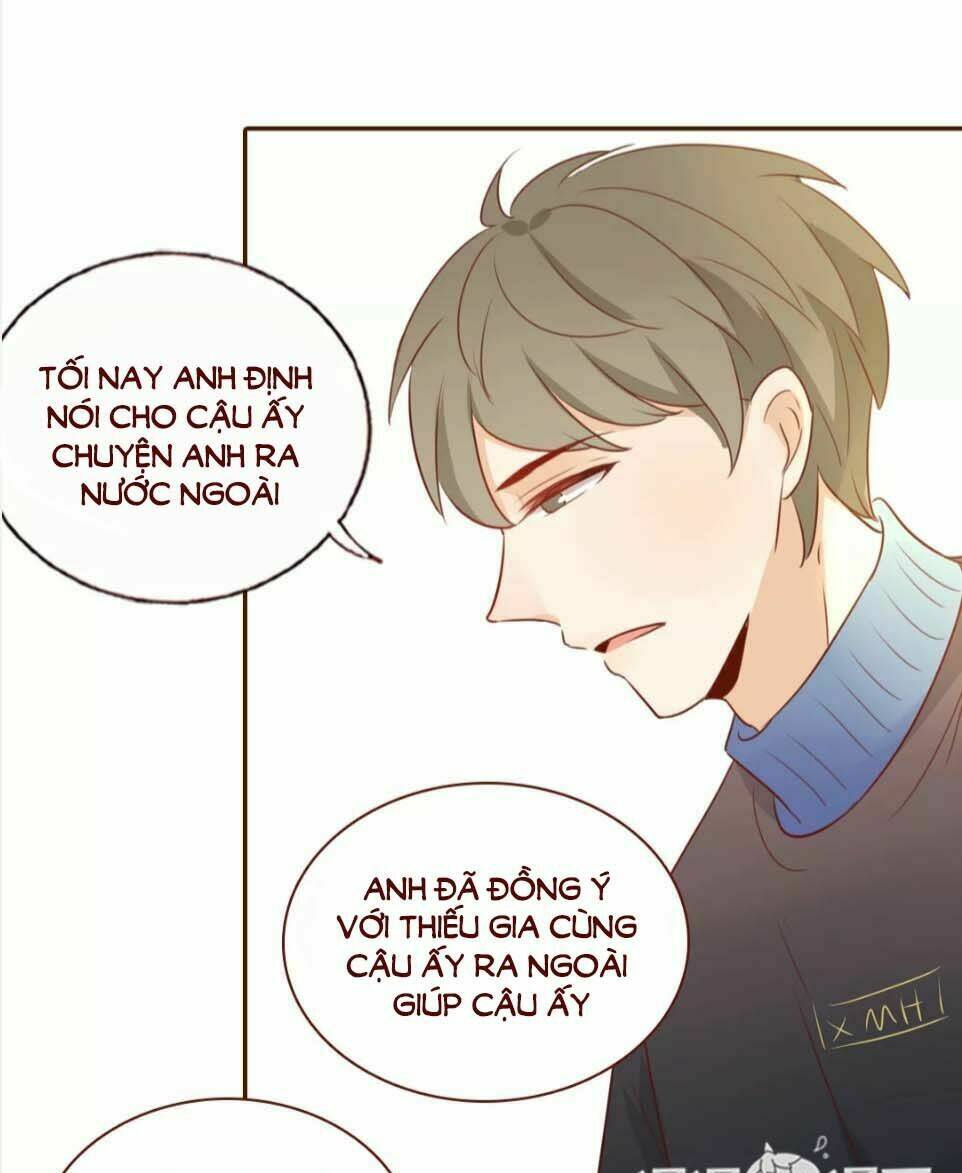 TỐI NAY ANH ĐỊNH
NÓI CHO CẬU ẤY
CHUYỆN ANH RA
NƯỚC NGOÀI
ANH ĐÃ ĐỒNG Ý
VỚI THIẾU GIA CÙNG
CẬU ẤY RA NGOÀI
GIÚP CẬU ẤY
XMH